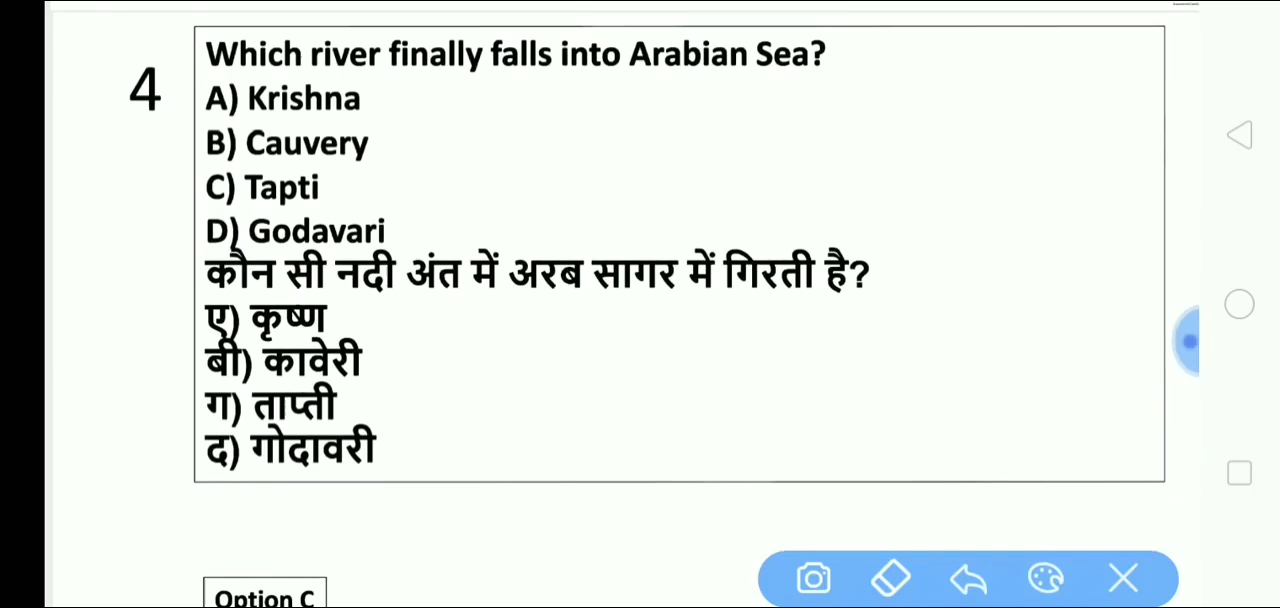 4
Which river finally falls into Arabian Sea?
A) Krishna
B) Cauvery
C) Tapti
D) Godavari
कौन सी नदी अंत में अरब सागर में गिरती है?
ए) कृष्ण
बी) कावेरी
ग) ताप्ती
द) गोदावरी
Option C